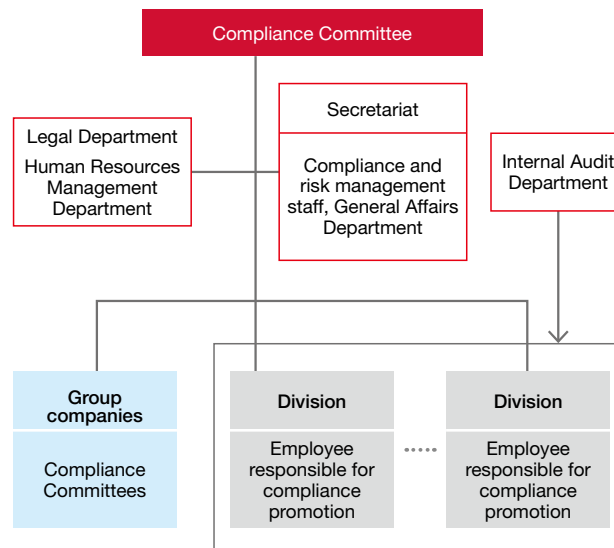 Compliance Committee
Secretariat
Compliance and
risk management
staff, General Affairs
Department
Legal Department
Human Resources
Management
Department
Internal Audit
Department
Group
companies
Compliance
Committees
Division
Employee
responsible for
compliance
promotion
Division
Employee
responsible for
compliance
promotion